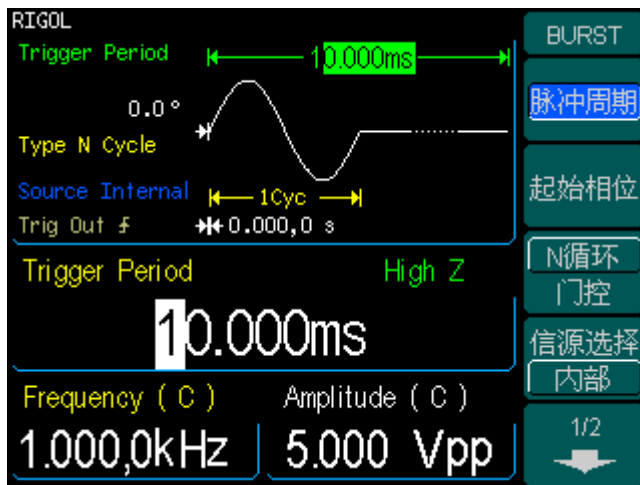 RIGOL
Trigger Period
10.000ms
0.0°
Type N Cycle
Source Internal
1Cyc
Trig Out
0.000,0 s
Trigger Period
High Z
10.000ms
Frequency ( C )
Amplitude ( C )
1.000,0kHz
5.000 Vpp
BURST
脉冲周期
起始相位
N循环
门控
信源选择
内部
1/2